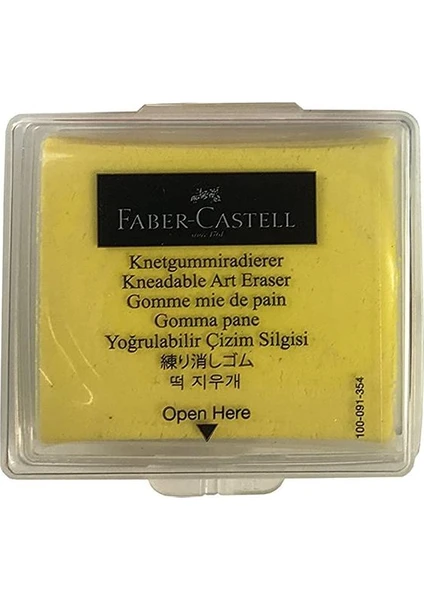 FABER-CASTELL
since 1761
Knetgummiradierer
Kneadable Art Eraser
Gomme mie de pain
Gomma pane
Yoğrulabilir Çizim Silgisi
練り消しゴム
떡 지우개
Open Here
100-091-354